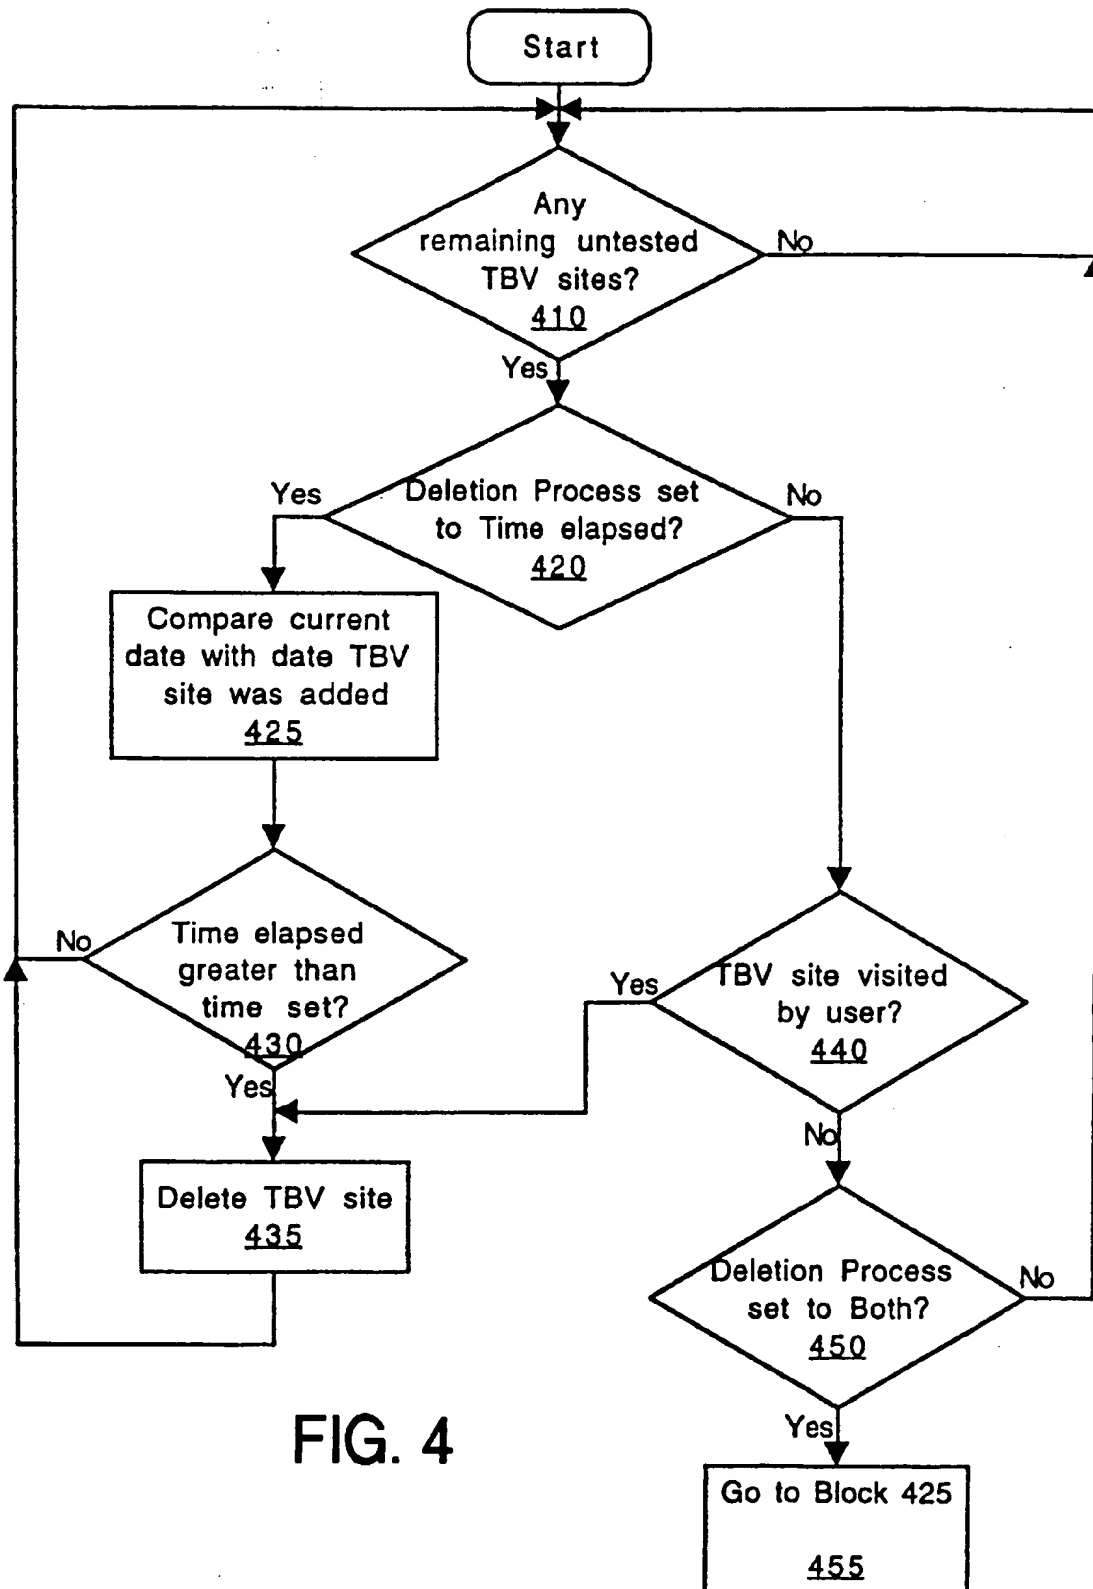 Start
Any
remaining untested
TBV sites?
410
No
Yes
Deletion Process set
to Time elapsed?
420
Yes
No
Compare current
date with date TBV
site was added
425
Time elapsed
greater than
time set?
430
No
Yes
TBV site visited
by user?
440
Yes
No
Delete TBV site
435
Deletion Process
set to Both?
450
No
Yes
Go to Block 425
455
FIG. 4